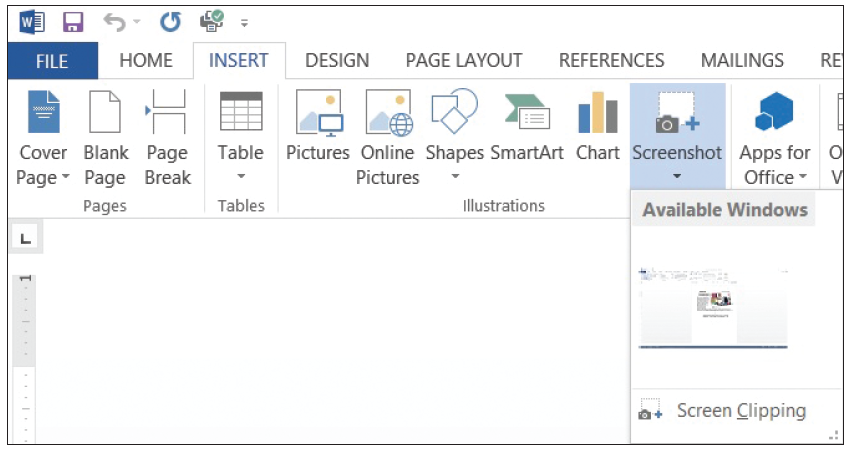 FILE HOME INSERT DESIGN PAGE LAYOUT REFERENCES MAILINGS RE
Cover Page
Blank Page
Page Break
Table
Pictures
Online Pictures
Shapes
SmartArt
Chart
Screenshot
Apps for Office
O
V
Pages
Tables
Illustrations
Available Windows
L
1
Screen Clipping